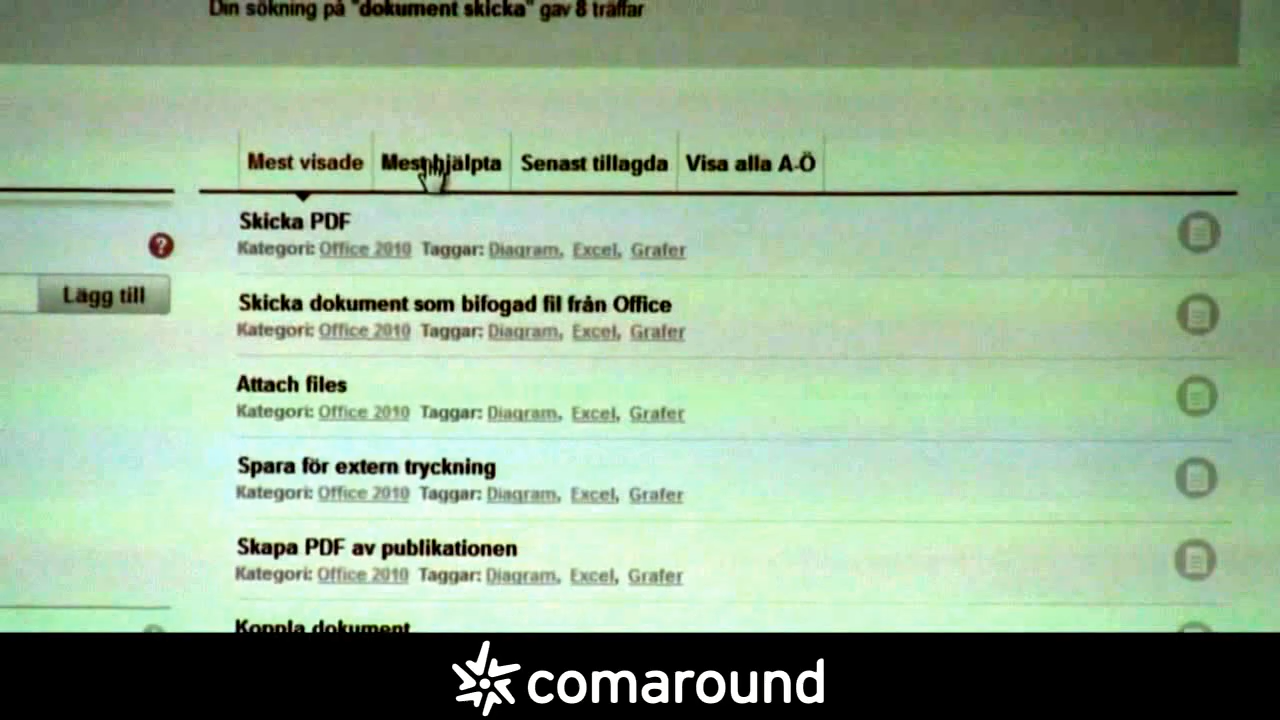 Din sökning på "dokument skicka" gav 8 träffar
Mest visade Mest hjälpta Senast tillagda Visa alla A-Ö
Skicka PDF
Kategori: Office 2010 Taggar: Diagram, Excel, Grafer
?
Lägg till
Skicka dokument som bifogad fil från Office
Kategori: Office 2010 Taggar: Diagram, Excel, Grafer
Attach files
Kategori: Office 2010 Taggar: Diagram, Excel, Grafer
Spara för extern tryckning
Kategori: Office 2010 Taggar: Diagram, Excel, Grafer
Skapa PDF av publikationen
Kategori: Office 2010 Taggar: Diagram, Excel, Grafer
Koppla dokument
comaround